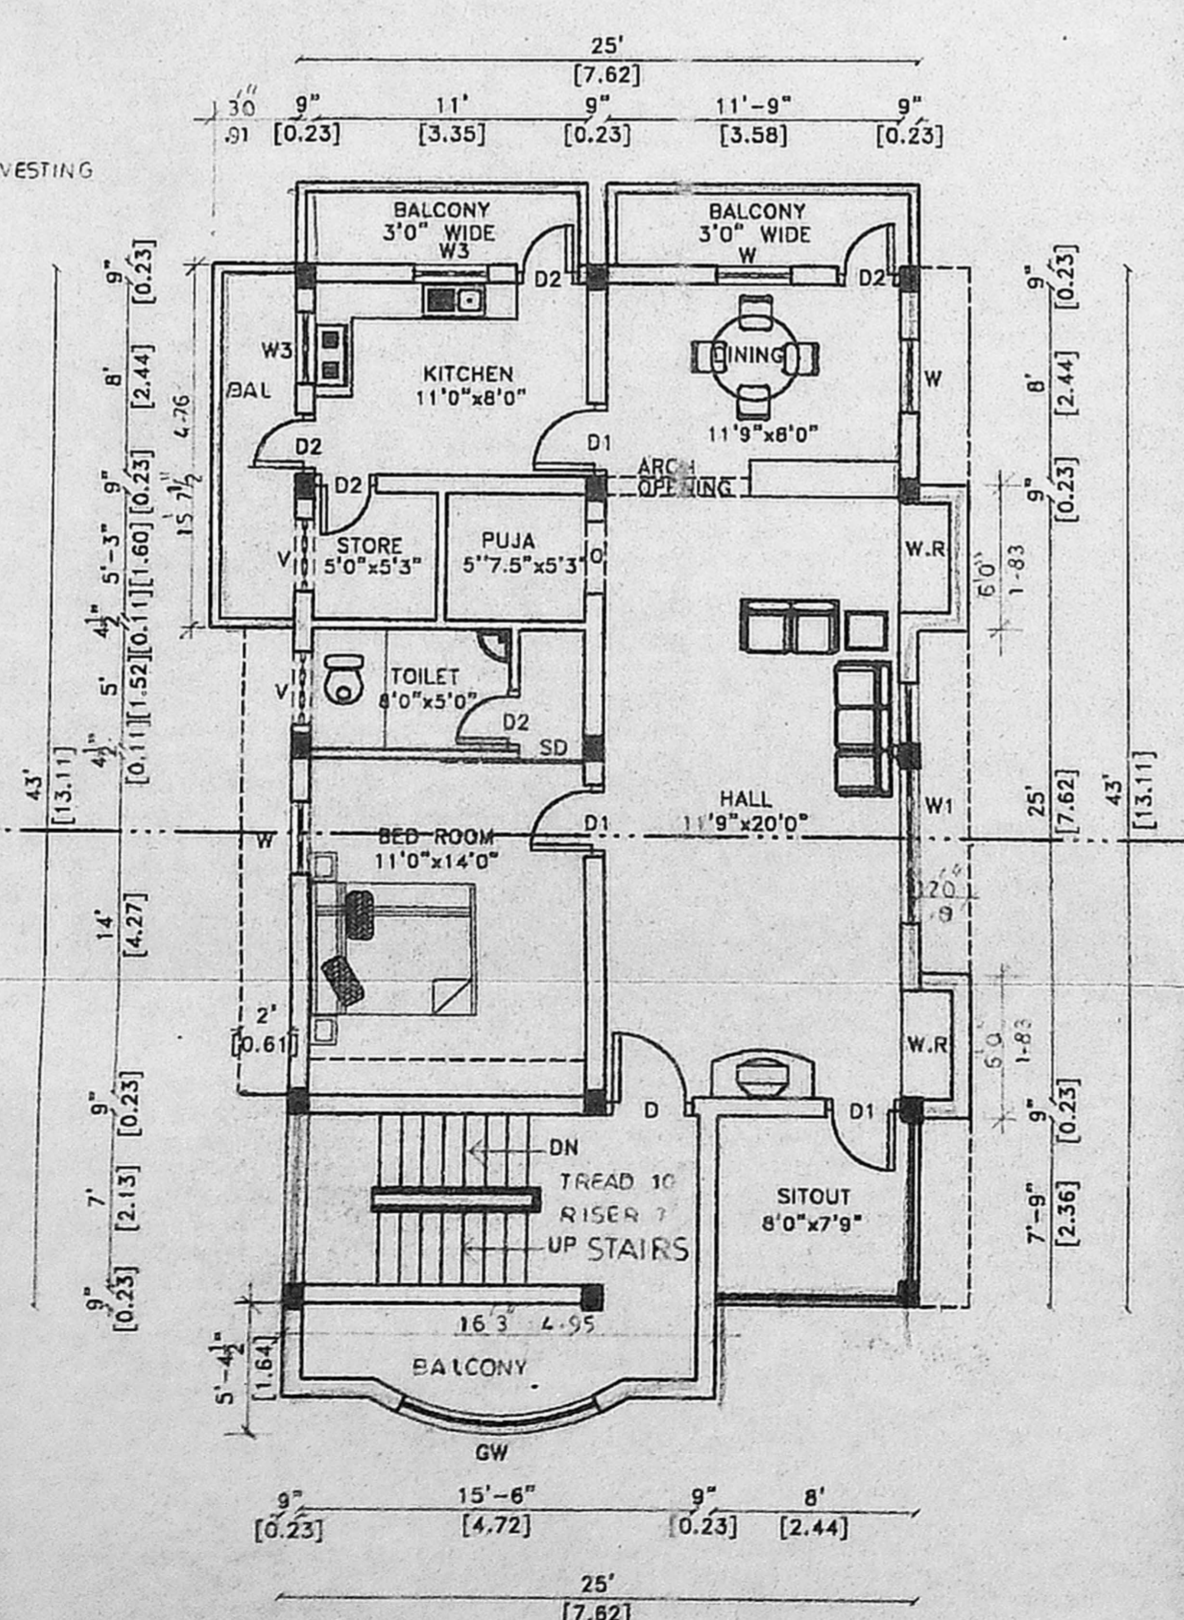 25'
[7.62]
30" 9" 11' 9" 11'-9" 9"
.91 [0.23] [3.35] [0.23] [3.58] [0.23]
VESTING
BALCONY
3'0" WIDE
W3
BALCONY
3'0" WIDE
W
D2
D2
9"
[0.23]
9"
[0.23]
W3
BAL
KITCHEN
11'0"x8'0"
DINING
11'9"x8'0"
W
8'
[2.44]
4.76
15'7½"
8'
[2.44]
D2
D1
D2
ARCH
OPENING
9"
[0.23]
9"
[0.23]
V
STORE
5'0"x5'3"
PUJA
5'7.5"x5'3"
O
W.R
6'0"
1.83
5'-3"
[1.60]
4½"
[0.11]
V
TOILET
8'0"x5'0"
D2
SD
5'
[1.52]
4½"
[0.11]
43'
[13.11]
W
BED ROOM
11'0"x14'0"
D1
HALL
11'9"x20'0"
W1
25'
[7.62]
43'
[13.11]
14'
[4.27]
2'
[0.61]
W.R
6'0"
1.83
9"
[0.23]
D
D1
9"
[0.23]
DN
TREAD 10
RISER
UP STAIRS
SITOUT
8'0"x7'9"
7'
[2.13]
7'-9"
[2.36]
9"
[0.23]
16'3" 4.95
BALCONY
5'-4½"
[1.64]
GW
9" 15'-6" 9" 8'
[0.23] [4.72] [0.23] [2.44]
25'
[7.62]